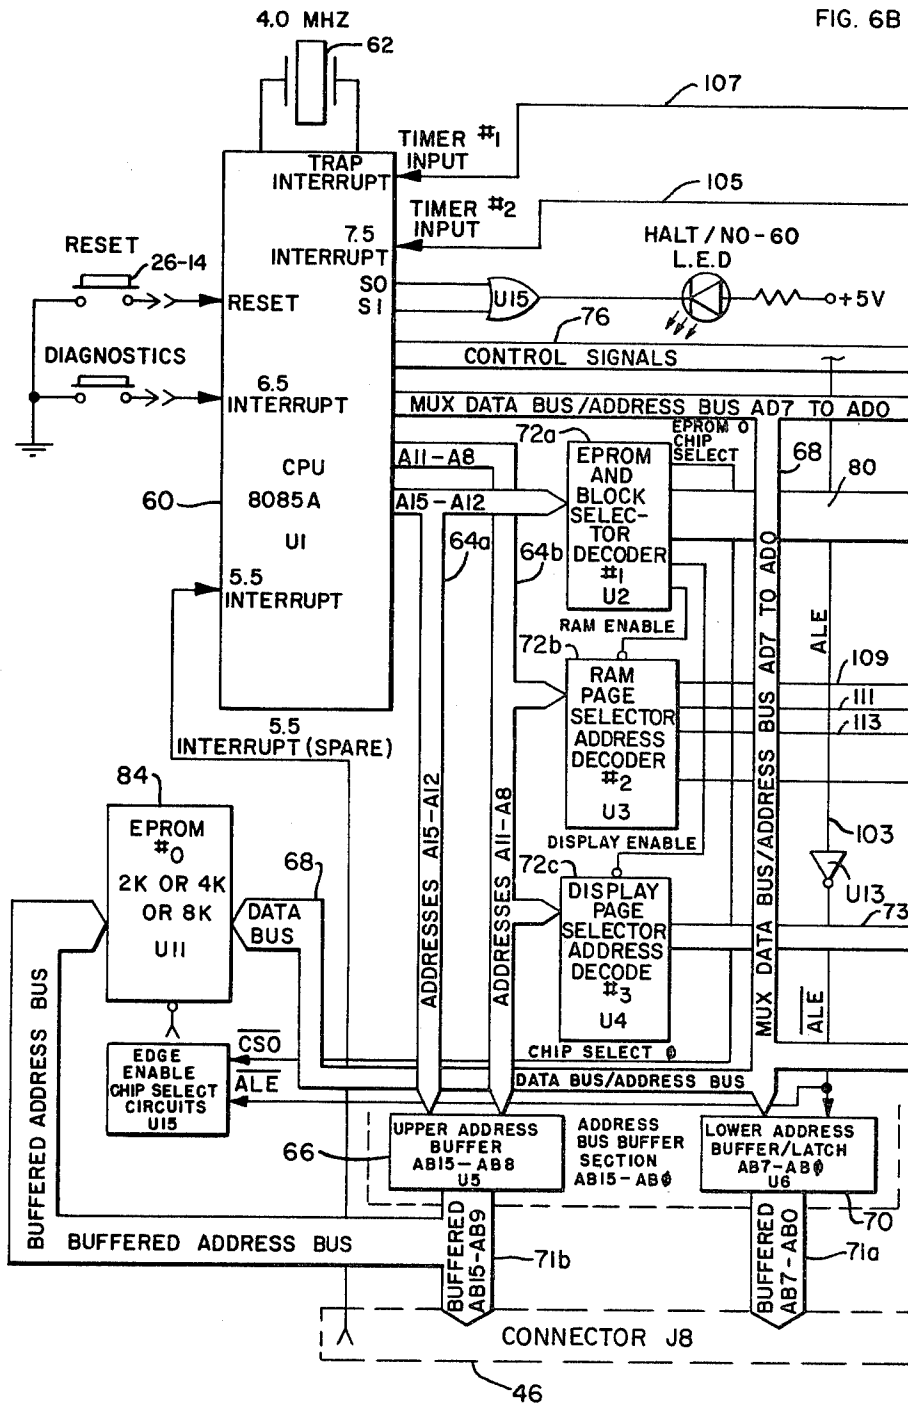 FIG. 6B
4.0 MHZ
62
107
TIMER #1
INPUT
TRAP
INTERRUPT
105
TIMER #2
INPUT
7.5
INTERRUPT
HALT / NO-60
L.E.D
RESET
26-14
RESET
S0
S1
U15
+5V
76
CONTROL SIGNALS
DIAGNOSTICS
6.5
INTERRUPT
MUX DATA BUS/ADDRESS BUS AD7 TO AD0
72a
EPROM 0
CHIP
SELECT
68
80
CPU
8085A
U1
60
A11-A8
A15-A12
EPROM
AND
BLOCK
SELEC-
TOR
DECODER
#1
U2
64a
64b
5.5
INTERRUPT
RAM ENABLE
ALE
72b
RAM
PAGE
SELECTOR
ADDRESS
DECODER
#2
U3
109
111
113
5.5
INTERRUPT (SPARE)
84
EPROM
#0
2K OR 4K
OR 8K
U11
68
DATA
BUS
ADDRESSES A15-A12
ADDRESSES A11-A8
DISPLAY ENABLE
72c
DISPLAY
PAGE
SELECTOR
ADDRESS
DECODE
#3
U4
MUX DATA BUS/ADDRESS BUS AD7 TO AD0
103
U13
73
ALE
CHIP SELECT 0
CS0
ALE
EDGE
ENABLE
CHIP SELECT
CIRCUITS
U15
DATA BUS/ADDRESS BUS
66
UPPER ADDRESS
BUFFER
AB15-AB8
U5
ADDRESS
BUS BUFFER
SECTION
AB15-AB0
LOWER ADDRESS
BUFFER/LATCH
AB7-AB0
U6
70
BUFFERED ADDRESS BUS
BUFFERED ADDRESS BUS
BUFFERED
AB15-AB9
71b
BUFFERED
AB7-AB0
71a
CONNECTOR J8
46